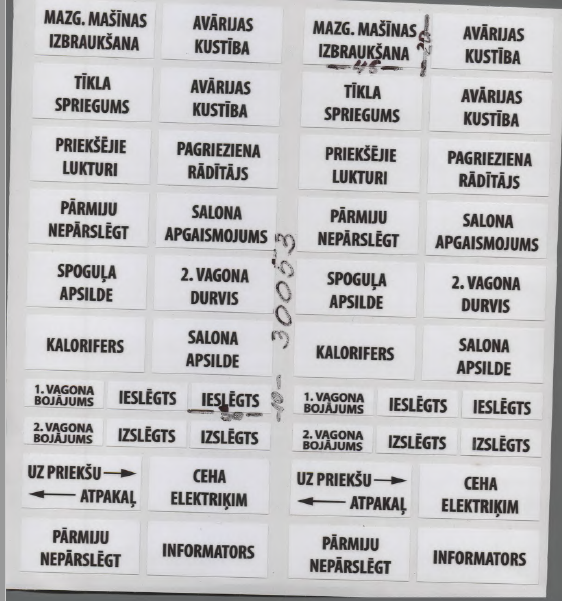 MAZG. MAŠĪNAS
IZBRAUKŠANA
AVĀRIJAS
KUSTĪBA
MAZG. MAŠĪNAS
IZBRAUKŠANA
AVĀRIJAS
KUSTĪBA
TĪKLA
SPRIEGUMS
AVĀRIJAS
KUSTĪBA
TĪKLA
SPRIEGUMS
AVĀRIJAS
KUSTĪBA
PRIEKŠĒJIE
LUKTURI
PAGRIEZIENA
RĀDĪTĀJS
PRIEKŠĒJIE
LUKTURI
PAGRIEZIENA
RĀDĪTĀJS
PĀRMIJU
NEPĀRSLĒGT
SALONA
APGAISMOJUMS
PĀRMIJU
NEPĀRSLĒGT
SALONA
APGAISMOJUMS
SPOGUĻA
APSILDE
2. VAGONA
DURVIS
SPOGUĻA
APSILDE
2. VAGONA
DURVIS
KALORIFERS
SALONA
APSILDE
KALORIFERS
SALONA
APSILDE
1. VAGONA
BOJĀJUMS
IESLĒGTS
IESLĒGTS
1. VAGONA
BOJĀJUMS
IESLĒGTS
IESLĒGTS
2. VAGONA
BOJĀJUMS
IZSLĒGTS
IZSLĒGTS
2. VAGONA
BOJĀJUMS
IZSLĒGTS
IZSLĒGTS
UZ PRIEKŠU →
← ATPAKAĻ
CEHA
ELEKTRIĶIM
UZ PRIEKŠU →
← ATPAKAĻ
CEHA
ELEKTRIĶIM
PĀRMIJU
NEPĀRSLĒGT
INFORMATORS
PĀRMIJU
NEPĀRSLĒGT
INFORMATORS
300053